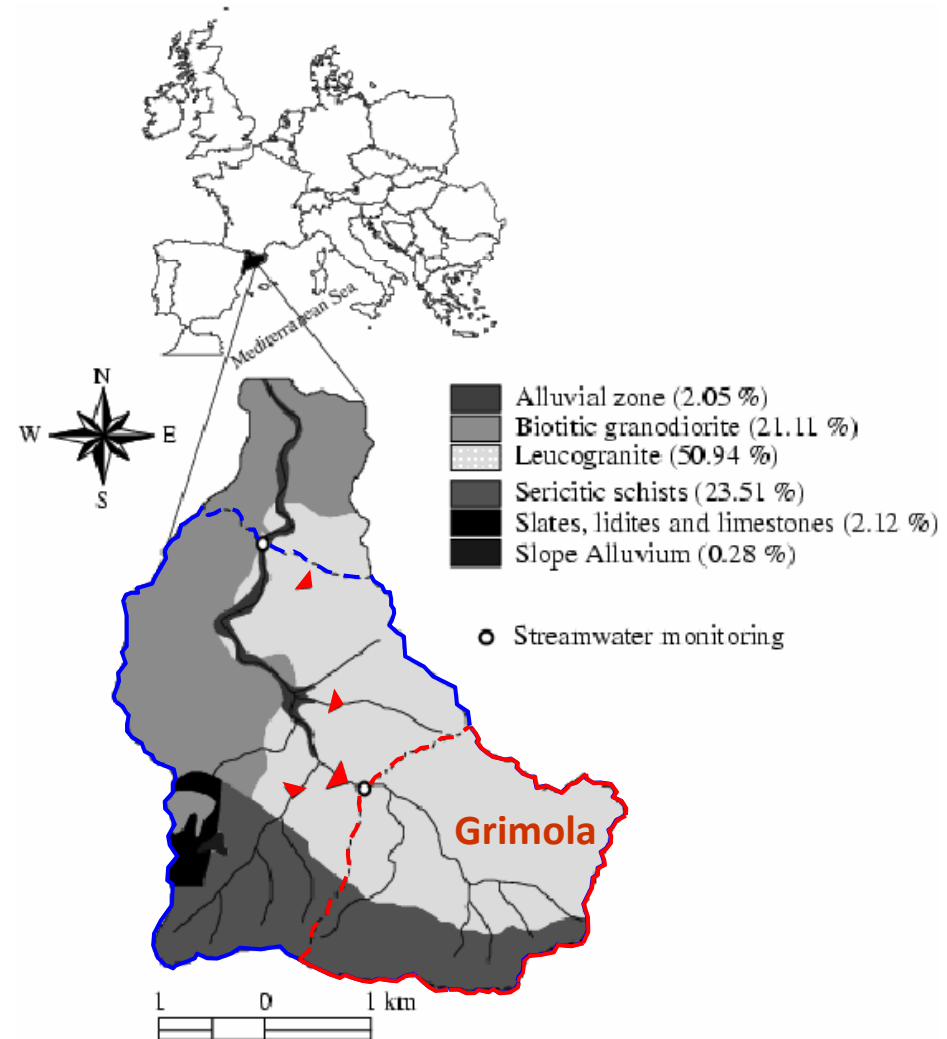 Mediterranean Sea
N
W
E
S
Alluvial zone (2.05 %)
Biotitic granodiorite (21.11 %)
Leucogranite (50.94 %)
Sericitic schists (23.51 %)
Slates, lidites and limestones (2.12 %)
Slope Alluvium (0.28 %)
Streamwater monitoring
Grimola
1 0 1 km